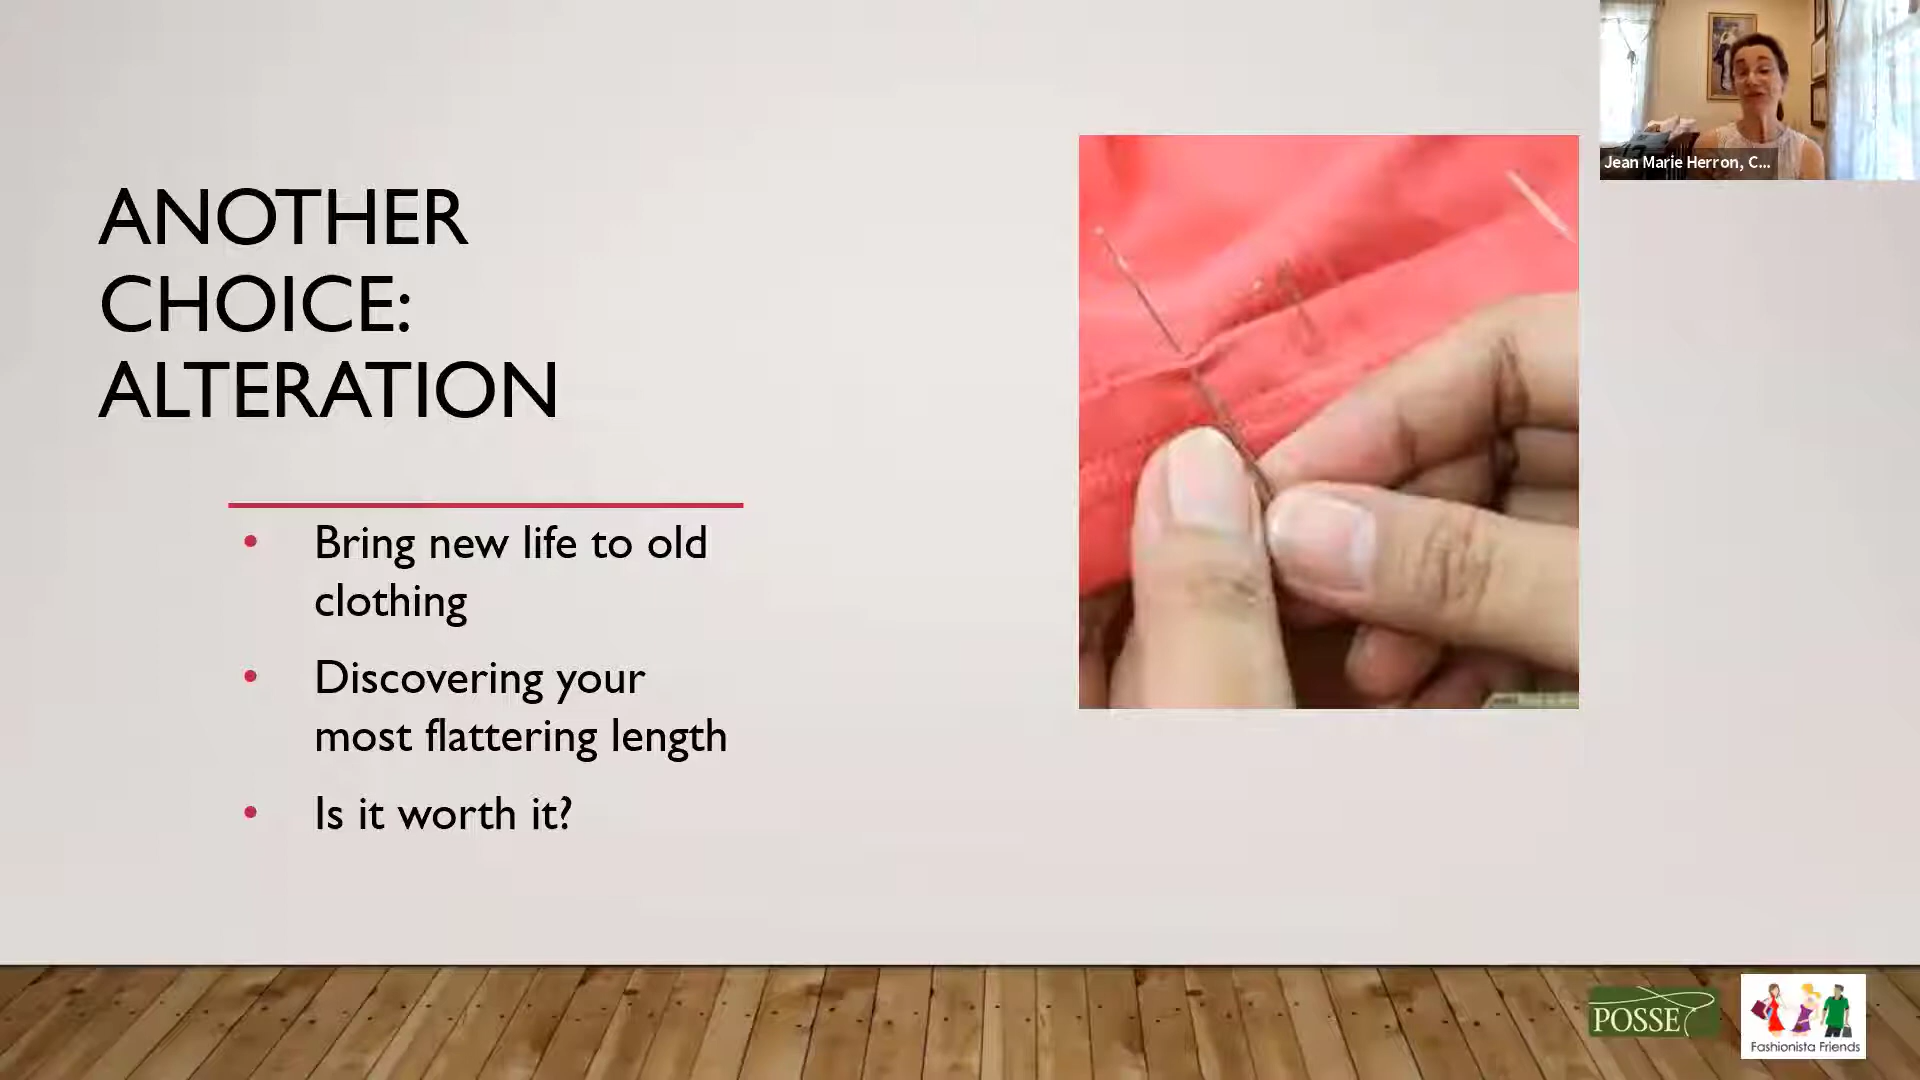 Jean Marie Herron, C...
ANOTHER
CHOICE:
ALTERATION
• Bring new life to old
clothing
• Discovering your
most flattering length
• Is it worth it?
POSSE
Fashionista Friends